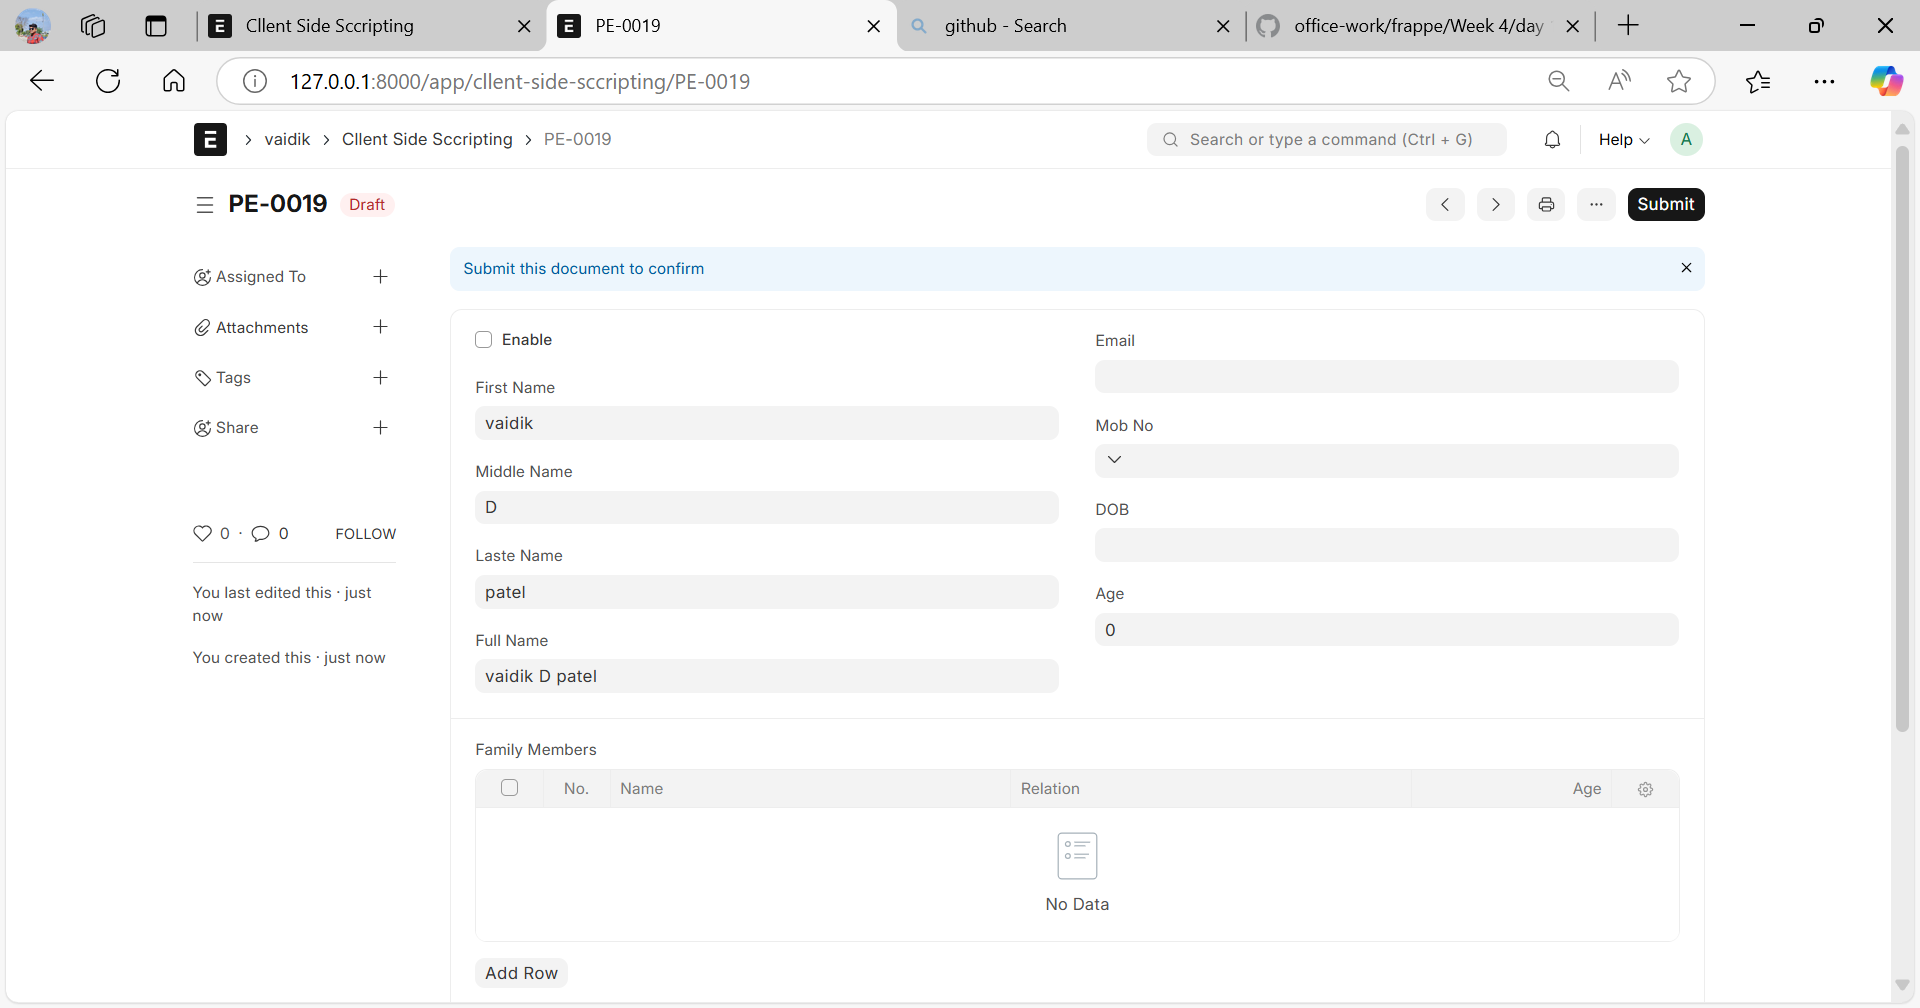 Cllent Side Sccripting
PE-0019
github - Search
office-work/frappe/Week 4/day
127.0.0.1:8000/app/cllent-side-sccripting/PE-0019
E
vaidik
Cllent Side Sccripting
PE-0019
Search or type a command (Ctrl + G)
Help
A
PE-0019
Draft
Submit
Assigned To
Attachments
Tags
Share
0 · 0
FOLLOW
You last edited this · just
now
You created this · just now
Submit this document to confirm
Enable
First Name
vaidik
Middle Name
D
Laste Name
patel
Full Name
vaidik D patel
Email
Mob No
DOB
Age
0
Family Members
No.
Name
Relation
Age
No Data
Add Row